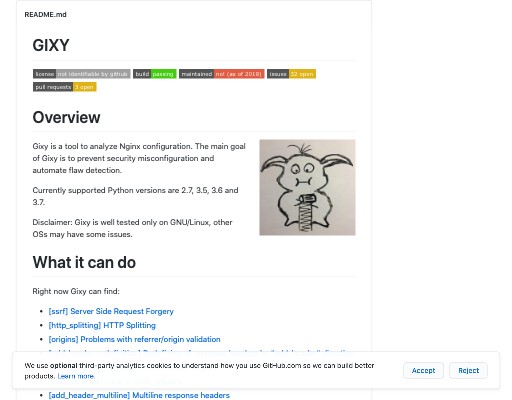 README.md
GIXY
license not identifiable by github build passing maintained no! (as of 2019) issues 32 open
pull requests 3 open
Overview
Gixy is a tool to analyze Nginx configuration. The main goal
of Gixy is to prevent security misconfiguration and
automate flaw detection.
Currently supported Python versions are 2.7, 3.5, 3.6 and
3.7.
Disclaimer: Gixy is well tested only on GNU/Linux, other
OSs may have some issues.
What it can do
Right now Gixy can find:
[ssrf] Server Side Request Forgery
[http_splitting] HTTP Splitting
[origins] Problems with referrer/origin validation
We use optional third-party analytics cookies to understand how you use GitHub.com so we can build better
products. Learn more.
Accept Reject
[add_header_multiline] Multiline response headers